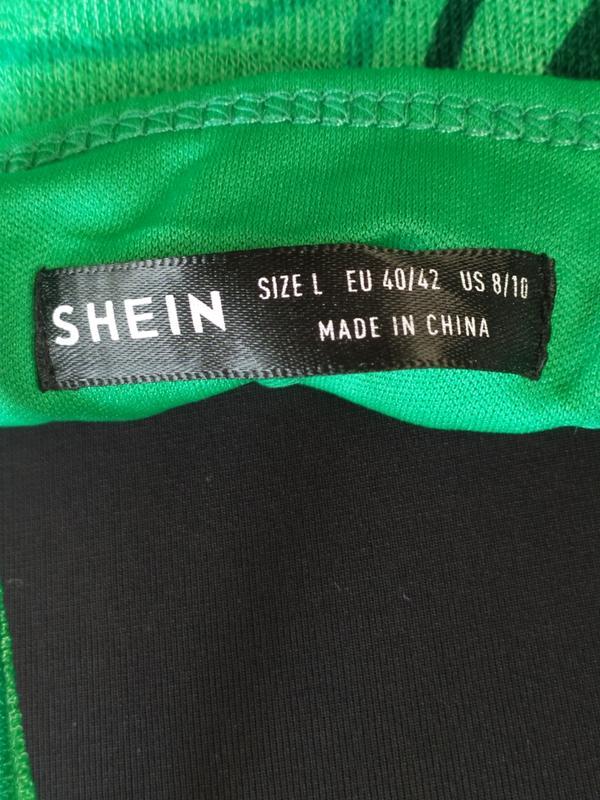 SHEIN
SIZE L EU 40/42 US 8/10
MADE IN CHINA